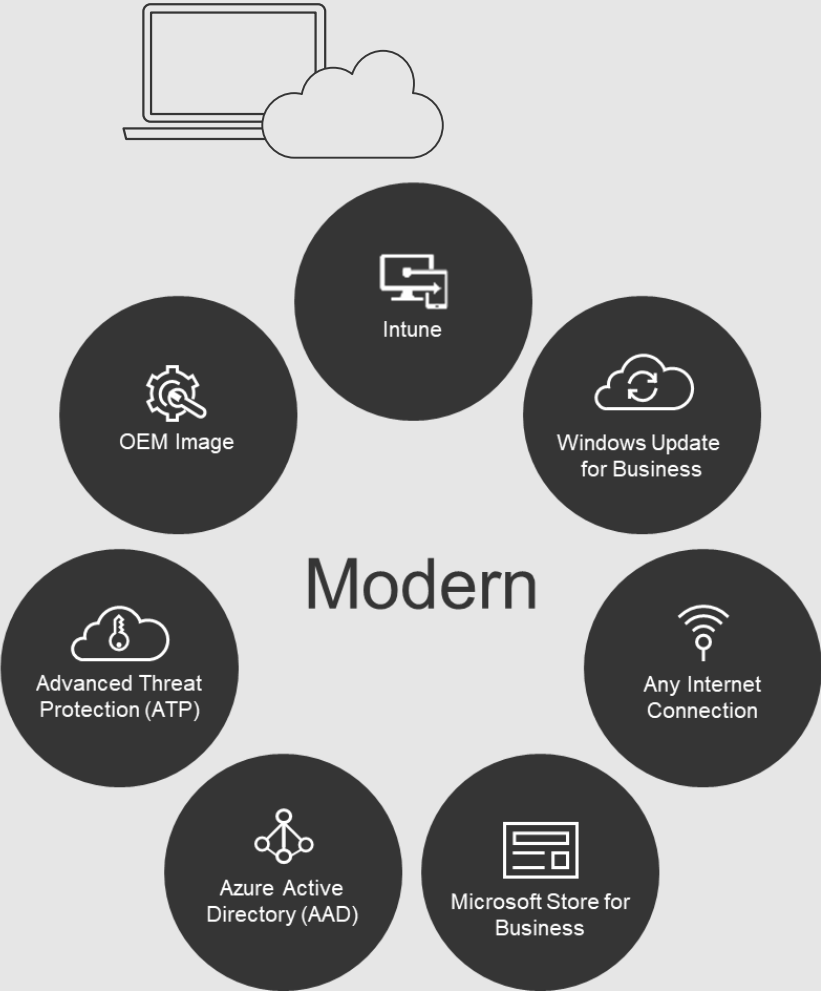 Intune
OEM Image
Windows Update
for Business
Modern
Advanced Threat
Protection (ATP)
Any Internet
Connection
Azure Active
Directory (AAD)
Microsoft Store for
Business